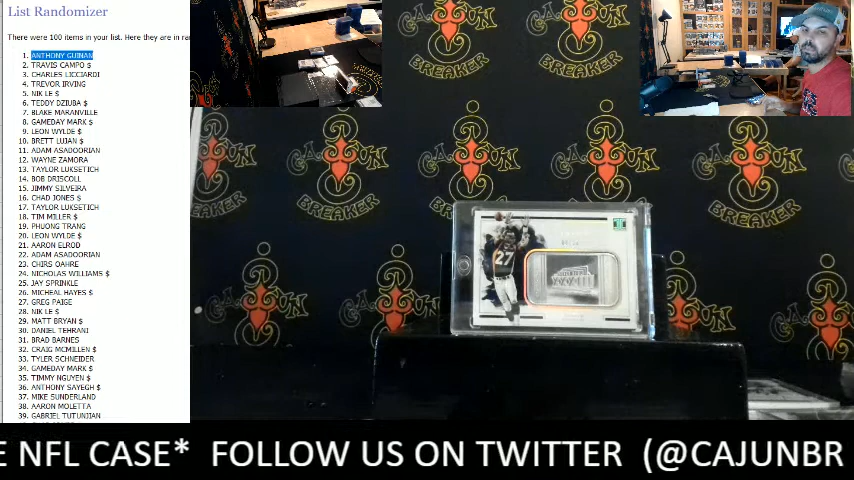 List Randomizer
There were 100 items in your list. Here they are in ra
1. ANTHONY GUINAN
2. TRAVIS CAMPO $
3. CHARLES LICCIARDI
4. TREVOR IRVING
5. NIK LE $
6. TEDDY DZIUBA $
7. BLAKE MARANVILLE
8. GAMEDAY MARK $
9. LEON WYLDE $
10. BRETT LUJAN $
11. ADAM ASADOORIAN
12. WAYNE ZAMORA
13. TAYLOR LUKSETICH
14. BOB DRISCOLL
15. JIMMY SILVEIRA
16. CHAD JONES $
17. TAYLOR LUKSETICH
18. TIM MILLER $
19. PHUONG TRANG
20. LEON WYLDE $
21. AARON ELROD
22. ADAM ASADOORIAN
23. CHIRS OAHRE
24. NICHOLAS WILLIAMS $
25. JAY SPRINKLE
26. MICHEAL HAYES $
27. GREG PAIGE
28. NIK LE $
29. MATT BRYAN $
30. DANIEL TEHRANI
31. BRAD BARNES
32. CRAIG MCMILLEN $
33. TYLER SCHNEIDER
34. GAMEDAY MARK $
35. TIMMY NGUYEN $
36. ANTHONY SAYEGH $
37. MIKE SUNDERLAND
38. AARON MOLETTA
39. GABRIEL TUTUNJIAN
CAJUN
BREAKER
27
XXXIII
E NFL CASE* FOLLOW US ON TWITTER (@CAJUNBR